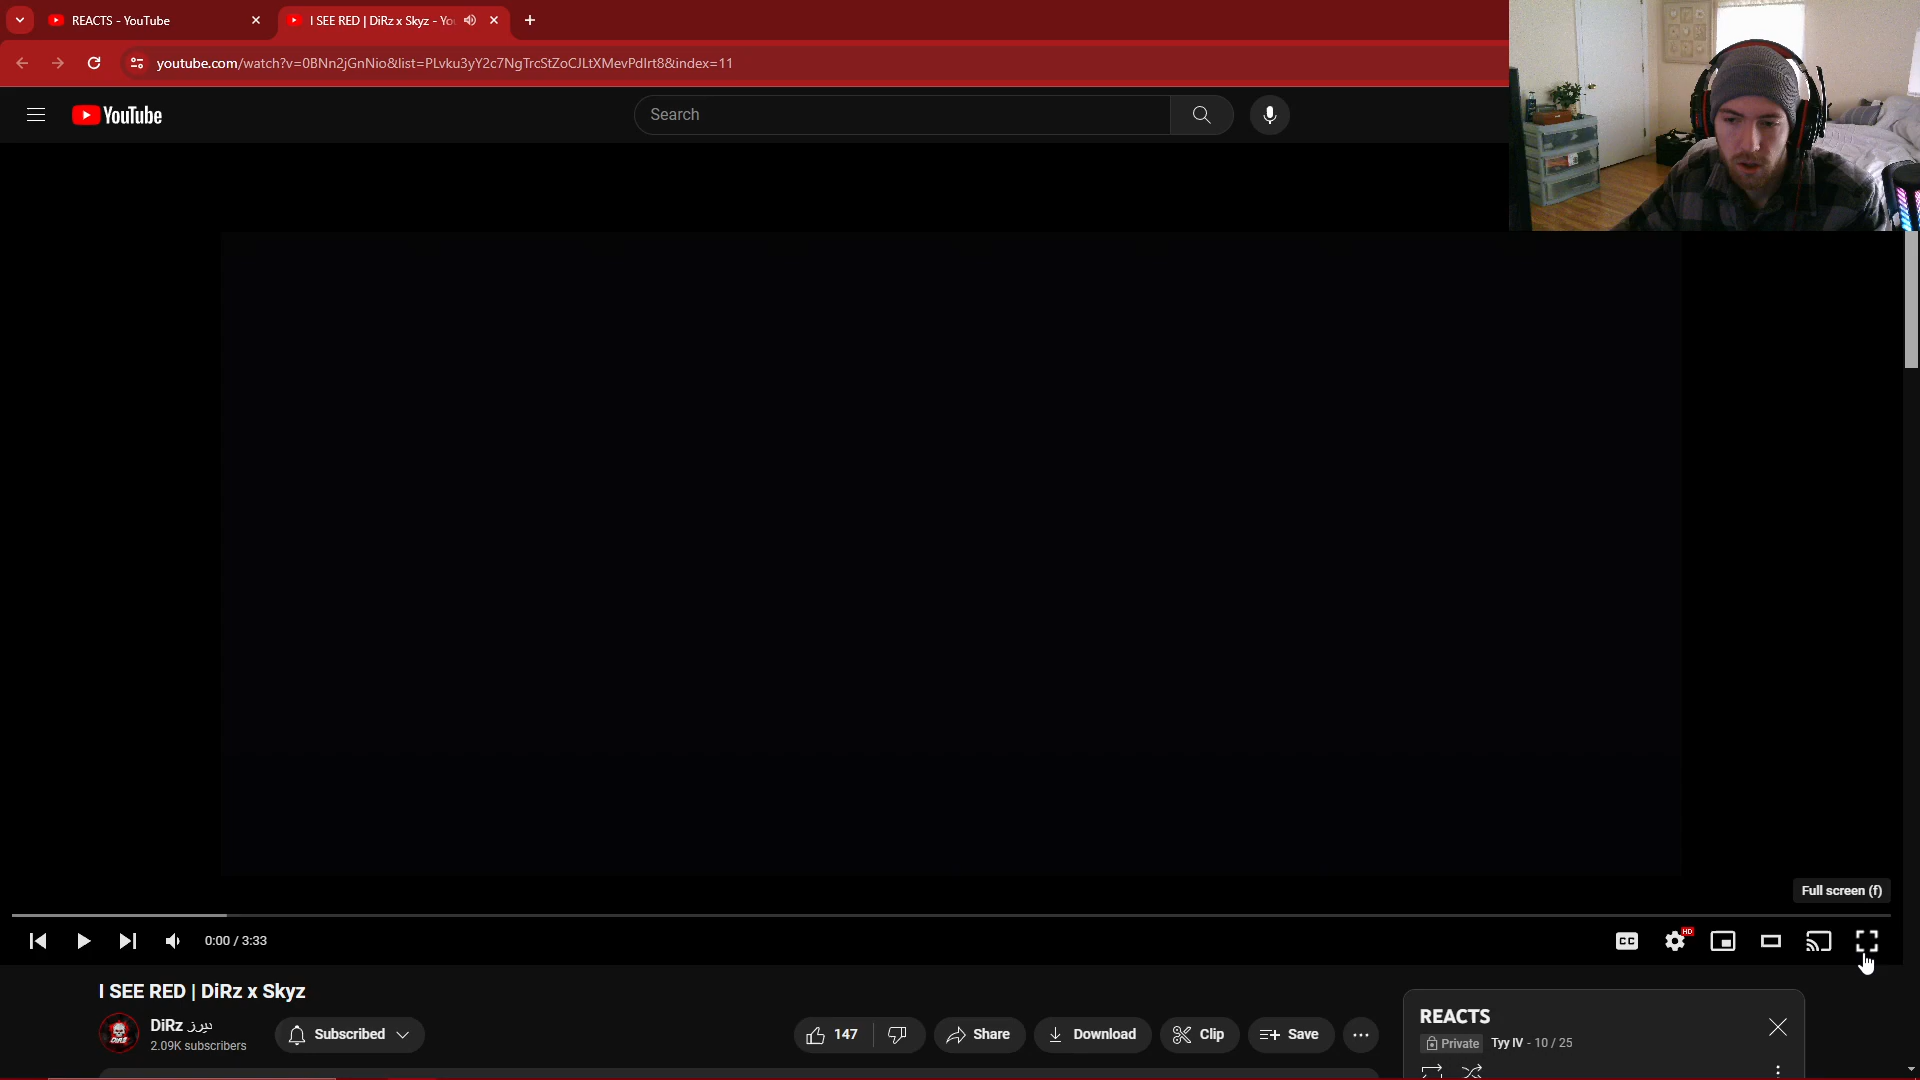 REACTS - YouTube
I SEE RED | DiRz x Skyz - Yo
youtube.com/watch?v=0BNn2jGnNio&list=PLvku3yY2c7NgTrcStZoCJLtXMevPdlrt8&index=11
YouTube
Search
Full screen (f)
0:00 / 3:33
CC
HD
I SEE RED | DiRz x Skyz
DiRz ديرز
2.09K subscribers
Subscribed
147
Share
Download
Clip
Save
REACTS
Private
Tyy IV - 10 / 25